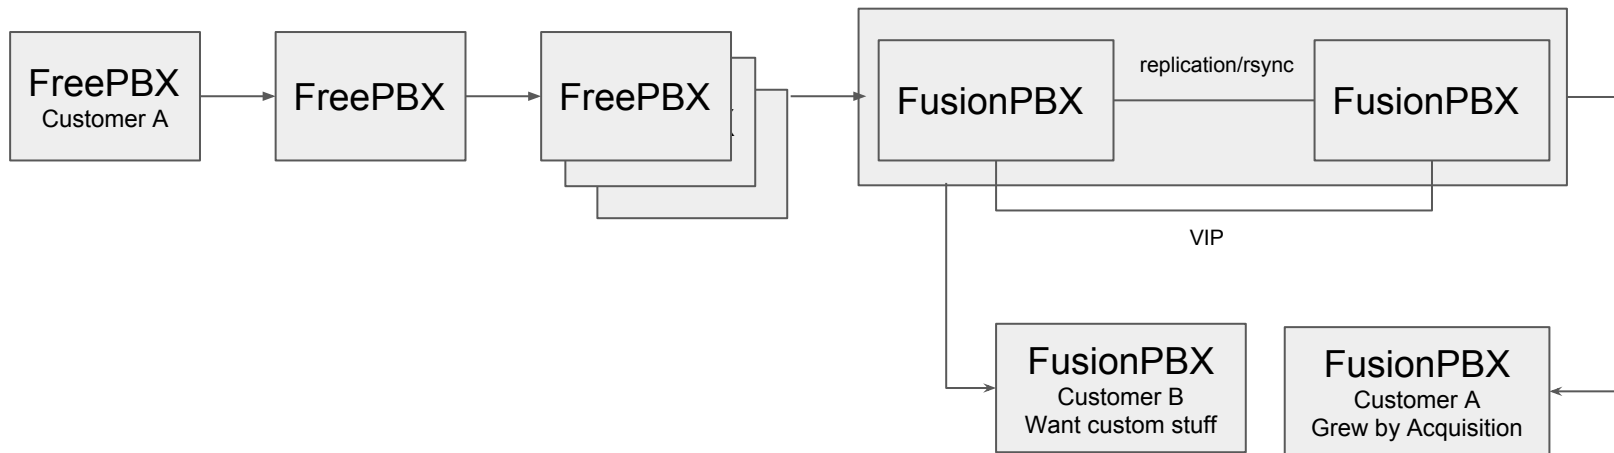 FreePBX
Customer A
FreePBX
FreePBX
FusionPBX
replication/rsync
FusionPBX
VIP
FusionPBX
Customer B
Want custom stuff
FusionPBX
Customer A
Grew by Acquisition